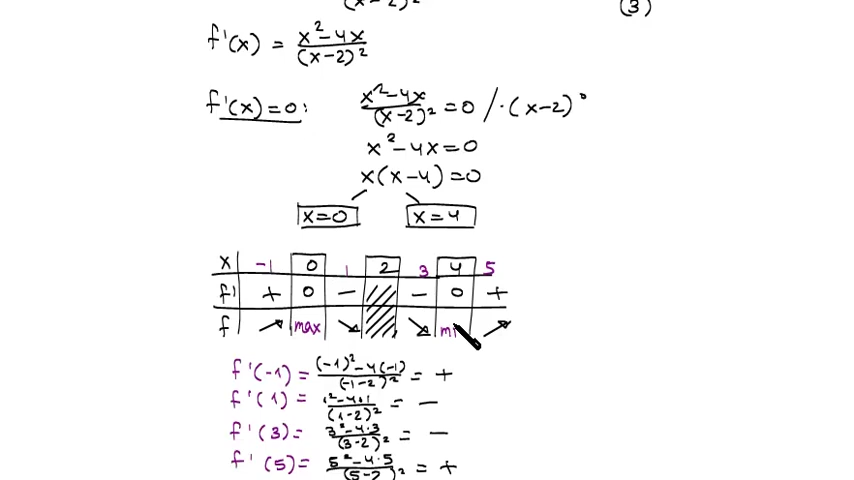 (x-2)² (3)
f'(x) = x²-4x/(x-2)²
f'(x)=0: x²-4x/(x-2)² =0 /·(x-2)²
x²-4x=0
x(x-4)=0
x=0 x=4
x -1 0 1 2 3 4 5
f' + 0 - - 0 +
f ↗ max ↘ ↘ mi ↗
f'(-1) = (-1)²-4(-1)/(-1-2)² = +
f'(1) = 1²-4·1/(1-2)² = -
f'(3) = 3²-4·3/(3-2)² = -
f'(5) = 5²-4·5/(5-2)² = +